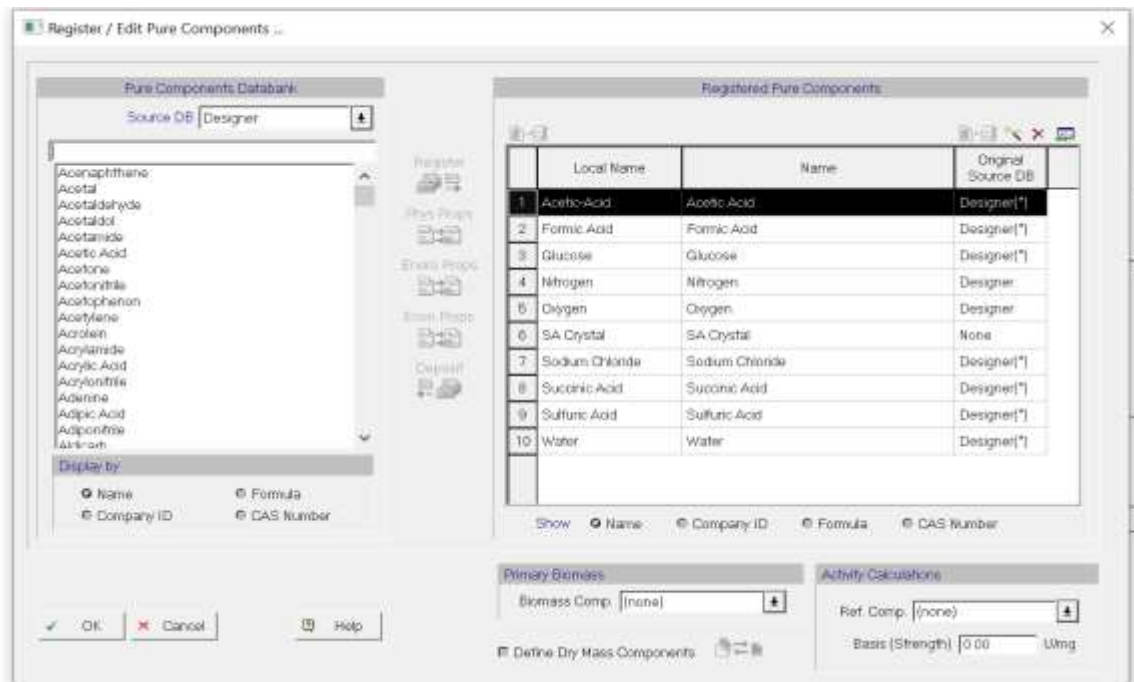 Register / Edit Pure Components ...
Pure Components Databank
Source DB Designer
Acenaphthene
Acetal
Acetaldehyde
Acetaldol
Acetamide
Acetic Acid
Acetone
Acetonitrile
Acetophenon
Acetylene
Acrolein
Acrylamide
Acrylic Acid
Acrylonitrile
Adenine
Adipic Acid
Adiponitrile
Aldicarb
Display by
Name Formula
Company ID CAS Number
Register
Phys Props
Enviro Props
Econ Props
Deposit
Registered Pure Components
Local Name Name Original Source DB
1 Acetic-Acid Acetic Acid Designer(*)
2 Formic Acid Formic Acid Designer(*)
3 Glucose Glucose Designer(*)
4 Nitrogen Nitrogen Designer
5 Oxygen Oxygen Designer
6 SA Crystal SA Crystal None
7 Sodium Chloride Sodium Chloride Designer(*)
8 Succinic Acid Succinic Acid Designer(*)
9 Sulfuric Acid Sulfuric Acid Designer(*)
10 Water Water Designer(*)
Show Name Company ID Formula CAS Number
Primary Biomass
Biomass Comp. (none)
Define Dry Mass Components
Activity Calculations
Ref. Comp. (none)
Basis (Strength) 0.00 U/mg
OK Cancel Help